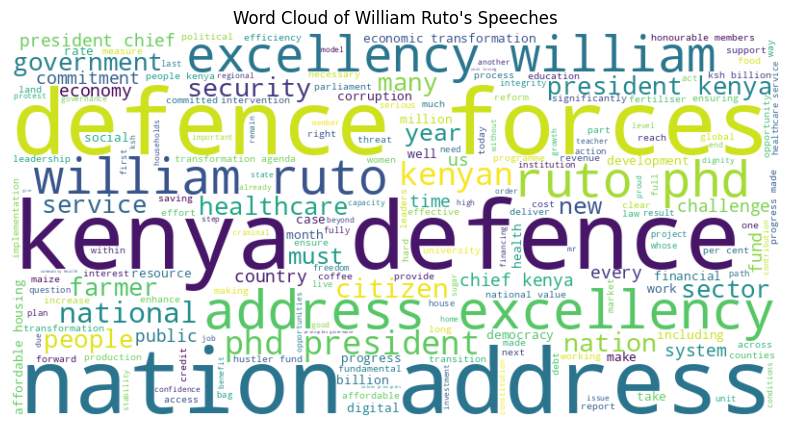 Word Cloud of William Ruto's Speeches
president chief
political
efficiency
economic transformation
honourable members
government
rate
measure
excellency william
model
another
support
way
commitment
people kenya
regional
necessary
process
education
food
land
economy
security
many
president kenya
parliament
integrity
act
ksh billion
committed
intervention
corruption
much
significantly
fertiliser
ensuring
protest
governance
serious
reform
opportunity
healthcare service
defence forces
social
year
million
right
threat
part
reach
global
leadership
first
ksh
households
member
important
remain
us
well
today
need
action
without
growth
level
end
transformation agenda
women
programme
revenue
development
dignity
william ruto
kenyan
ruto phd
state
already
institution
teacher
proud
full
service
healthcare
time
new
challenge
progress made
implementation
saving
effort
capacity
order
cost
deliver
law
result
contribution
step
beyond
case
effective
leaders
hard
clear
kenya defence
criminal
fully
high
project
whose
fund
within
month
must
university
health
mr
per cent
one
maize
interest
resource
ensure
freedom
coffee
provide
financing
farmer
country
citizen
chief kenya
every
financial
path
sector
question
live
house
national value
work
market
increase
enhance
making
sugar
national
address excellency
plan
home
affordable housing
transformation
job
opportunities
good
long
democracy
debt
people
public
phd president
nation
system
including
across
due
forward
production
credit
hustler fund
progress
transition
made
next
make
counties
stability
confidence
benefit
fundamental
billion
investment
working
constitution
take
conditions
access
bag
digital
affordable
issue
report
unit
nation address